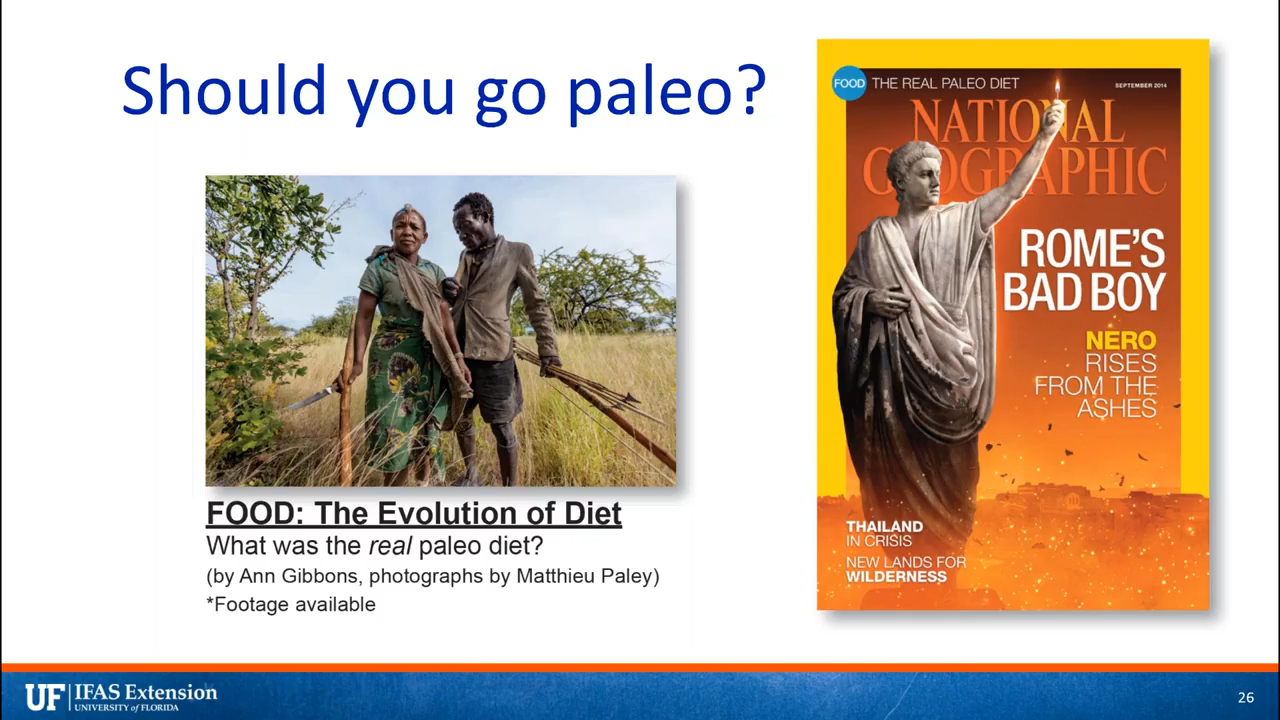 Should you go paleo?
FOOD: The Evolution of Diet
What was the real paleo diet?
(by Ann Gibbons, photographs by Matthieu Paley)
*Footage available
FOOD THE REAL PALEO DIET
SEPTEMBER 2014
NATIONAL
GEOGRAPHIC
ROME'S
BAD BOY
NERO
RISES
FROM THE
ASHES
THAILAND
IN CRISIS
NEW LANDS FOR
WILDERNESS
UF IFAS Extension
UNIVERSITY of FLORIDA
26